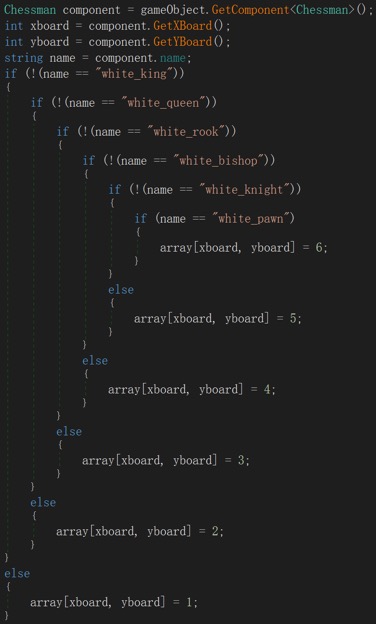 Chessman component = gameObject.GetComponent<Chessman>();
int xboard = component.GetXBoard();
int yboard = component.GetYBoard();
string name = component.name;
if (!(name == "white_king"))
{
    if (!(name == "white_queen"))
    {
        if (!(name == "white_rook"))
        {
            if (!(name == "white_bishop"))
            {
                if (!(name == "white_knight"))
                {
                    if (name == "white_pawn")
                    {
                        array[xboard, yboard] = 6;
                    }
                }
                else
                {
                    array[xboard, yboard] = 5;
                }
            }
            else
            {
                array[xboard, yboard] = 4;
            }
        }
        else
        {
            array[xboard, yboard] = 3;
        }
    }
    else
    {
        array[xboard, yboard] = 2;
    }
}
else
{
    array[xboard, yboard] = 1;
}